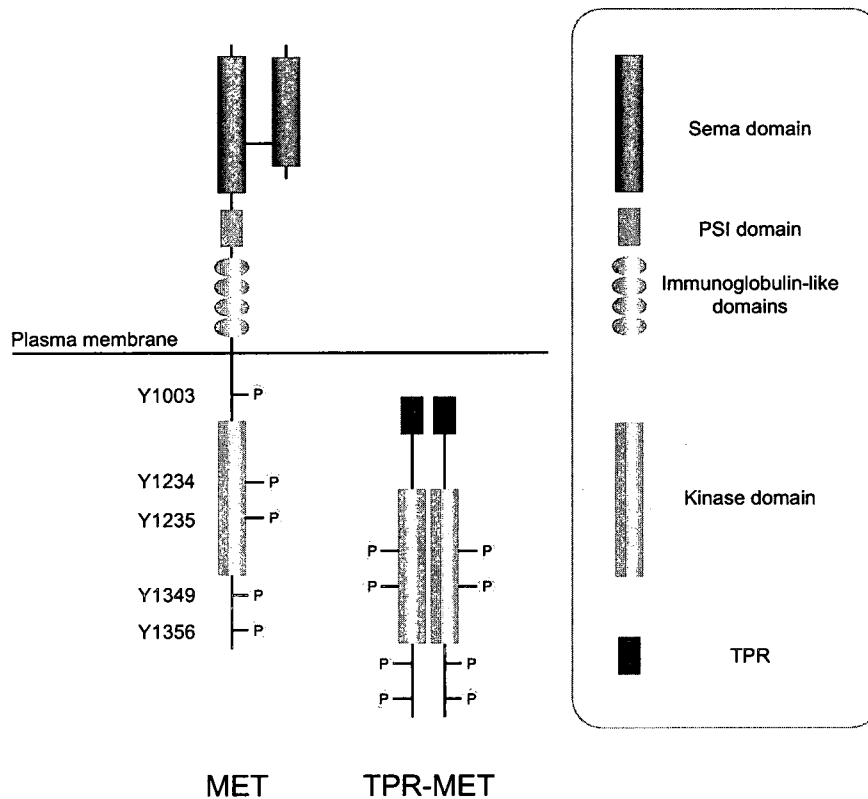 Sema domain
PSI domain
Immunoglobulin-like
domains
Plasma membrane
Y1003
P
Y1234
P
Y1235
P
Kinase domain
P
P
P
P
Y1349
P
Y1356
P
TPR
P
P
P
P
MET
TPR-MET